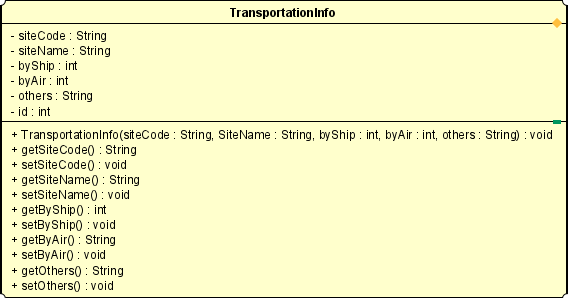 TransportationInfo
- siteCode : String
- siteName : String
- byShip : int
- byAir : int
- others : String
- id : int
+ TransportationInfo(siteCode : String, SiteName : String, byShip : int, byAir : int, others : String) : void
+ getSiteCode() : String
+ setSiteCode() : void
+ getSiteName() : String
+ setSiteName() : void
+ getByShip() : int
+ setByShip() : void
+ getByAir() : String
+ setByAir() : void
+ getOthers() : String
+ setOthers() : void